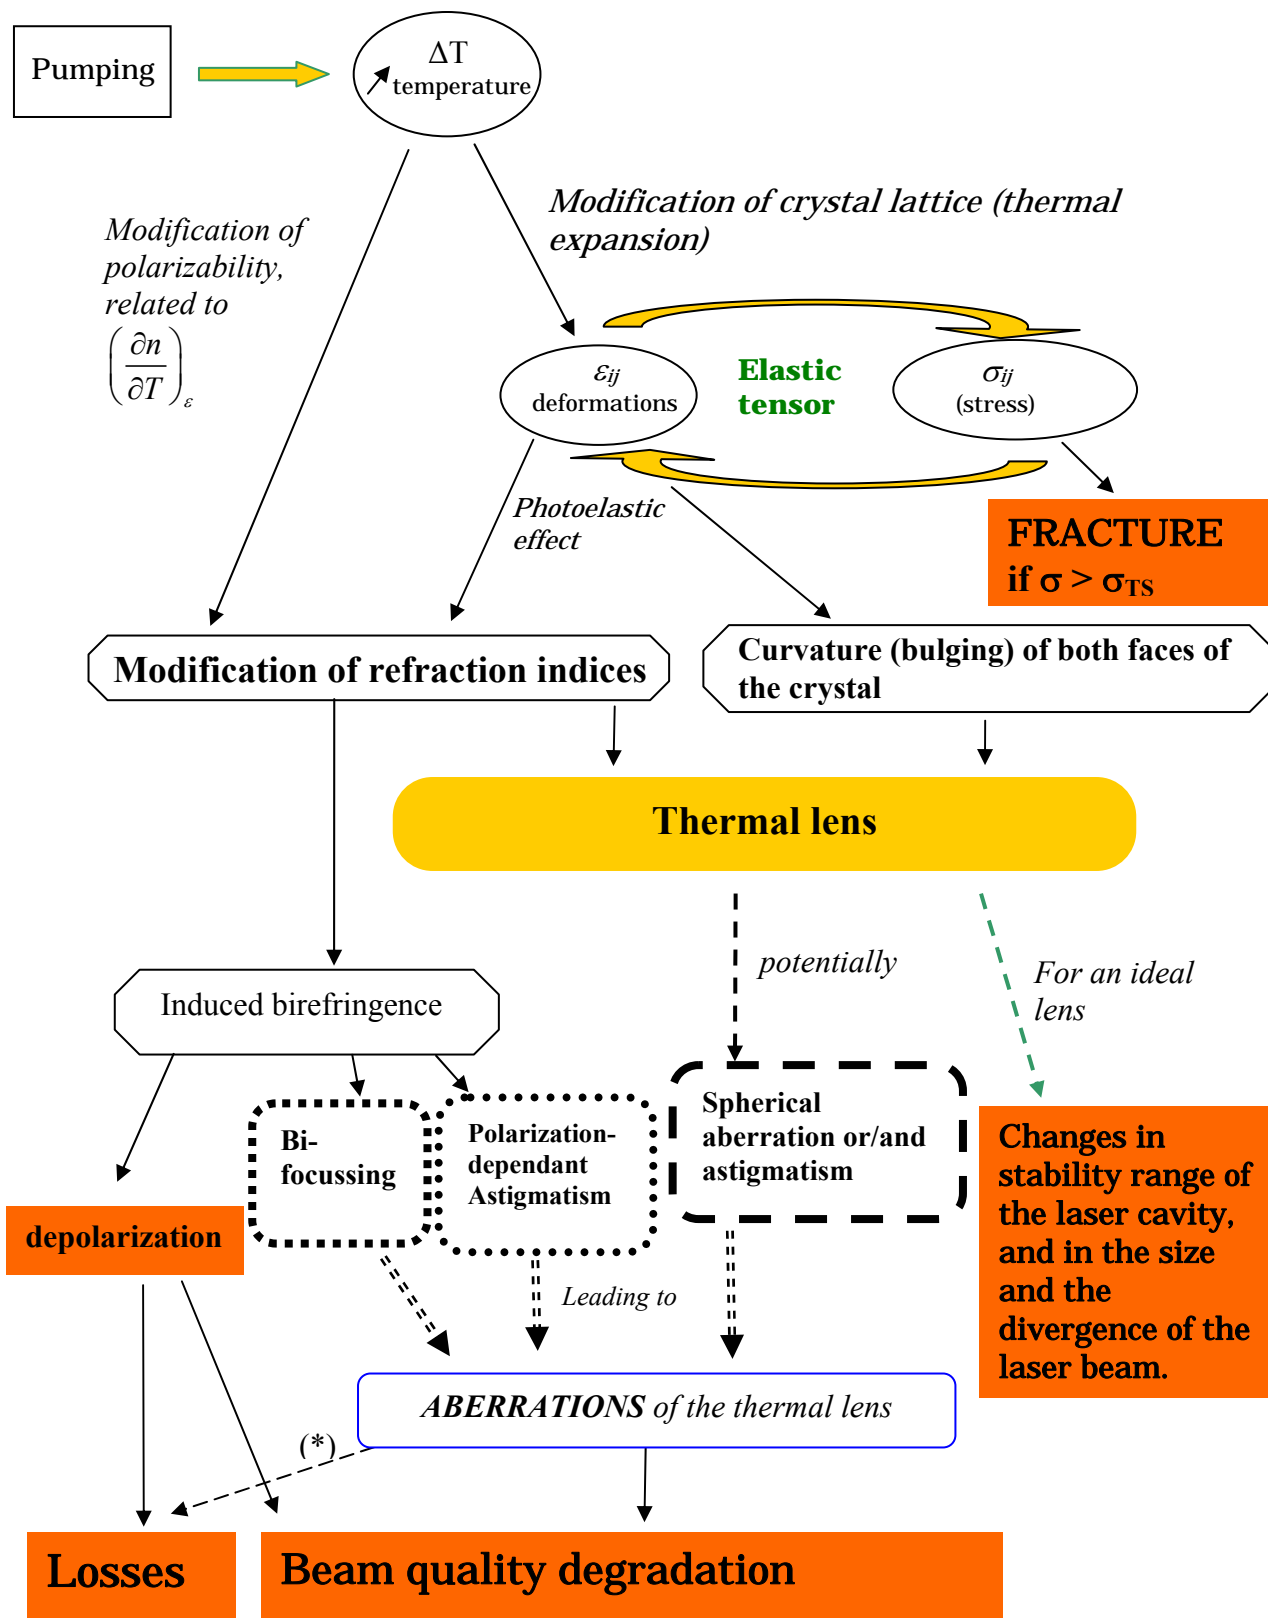 Pumping
ΔT
temperature
Modification of crystal lattice (thermal
expansion)
Modification of
polarizability,
related to
(∂n/∂T)ε
εij
deformations
Elastic
tensor
σij
(stress)
Photoelastic
effect
FRACTURE
if σ > σTS
Modification of refraction indices
Curvature (bulging) of both faces of
the crystal
Thermal lens
potentially
For an ideal
lens
Induced birefringence
Bi-
focussing
Polarization-
dependant
Astigmatism
Spherical
aberration or/and
astigmatism
Changes in
stability range of
the laser cavity,
and in the size
and the
divergence of the
laser beam.
depolarization
Leading to
ABERRATIONS of the thermal lens
(*)
Losses
Beam quality degradation